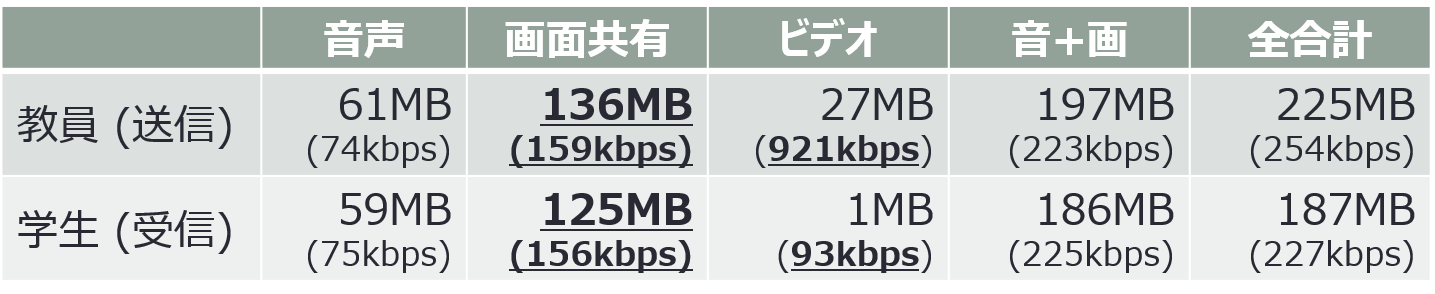 音声 画面共有 ビデオ 音+画 全合計
教員 (送信) 61MB 136MB 27MB 197MB 225MB
(74kbps) (159kbps) (921kbps) (223kbps) (254kbps)
学生 (受信) 59MB 125MB 1MB 186MB 187MB
(75kbps) (156kbps) (93kbps) (225kbps) (227kbps)